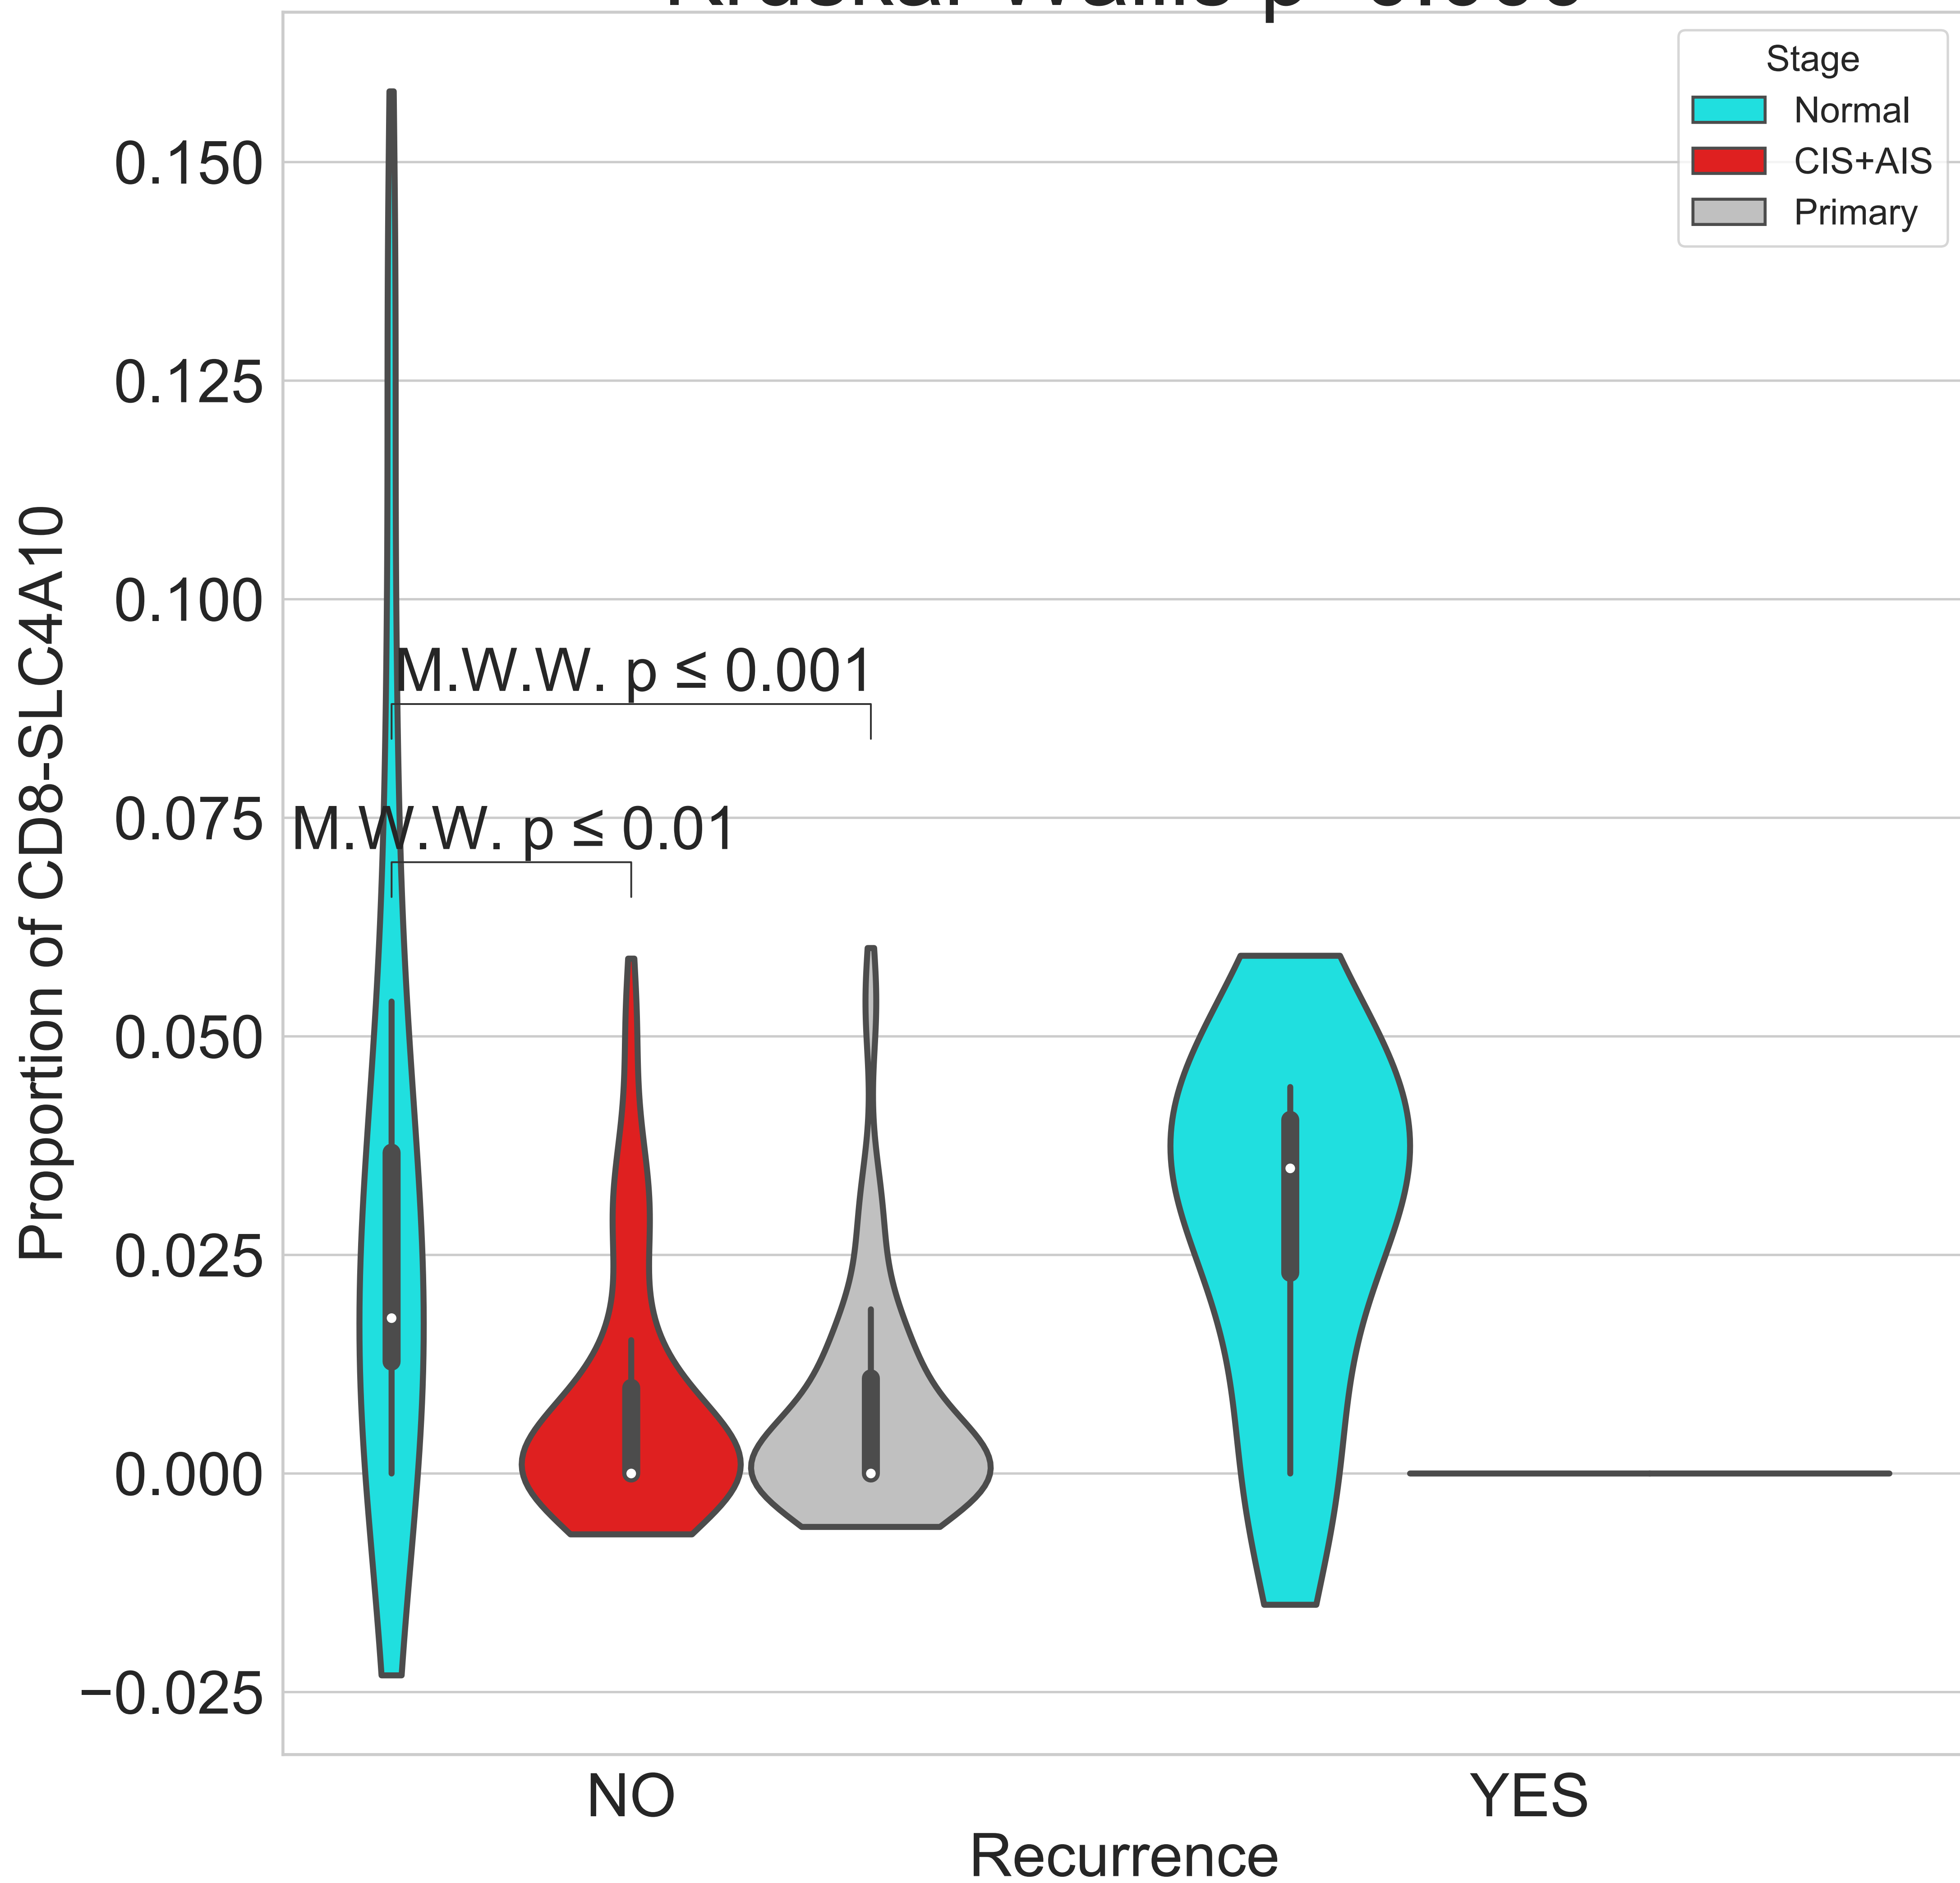 Stage
Normal
CIS+AIS
Primary
0.150
0.125
0.100
0.075
0.050
0.025
0.000
−0.025
Proportion of CD8-SLC4A10
M.W.W. p ≤ 0.001
M.W.W. p ≤ 0.01
NO
YES
Recurrence